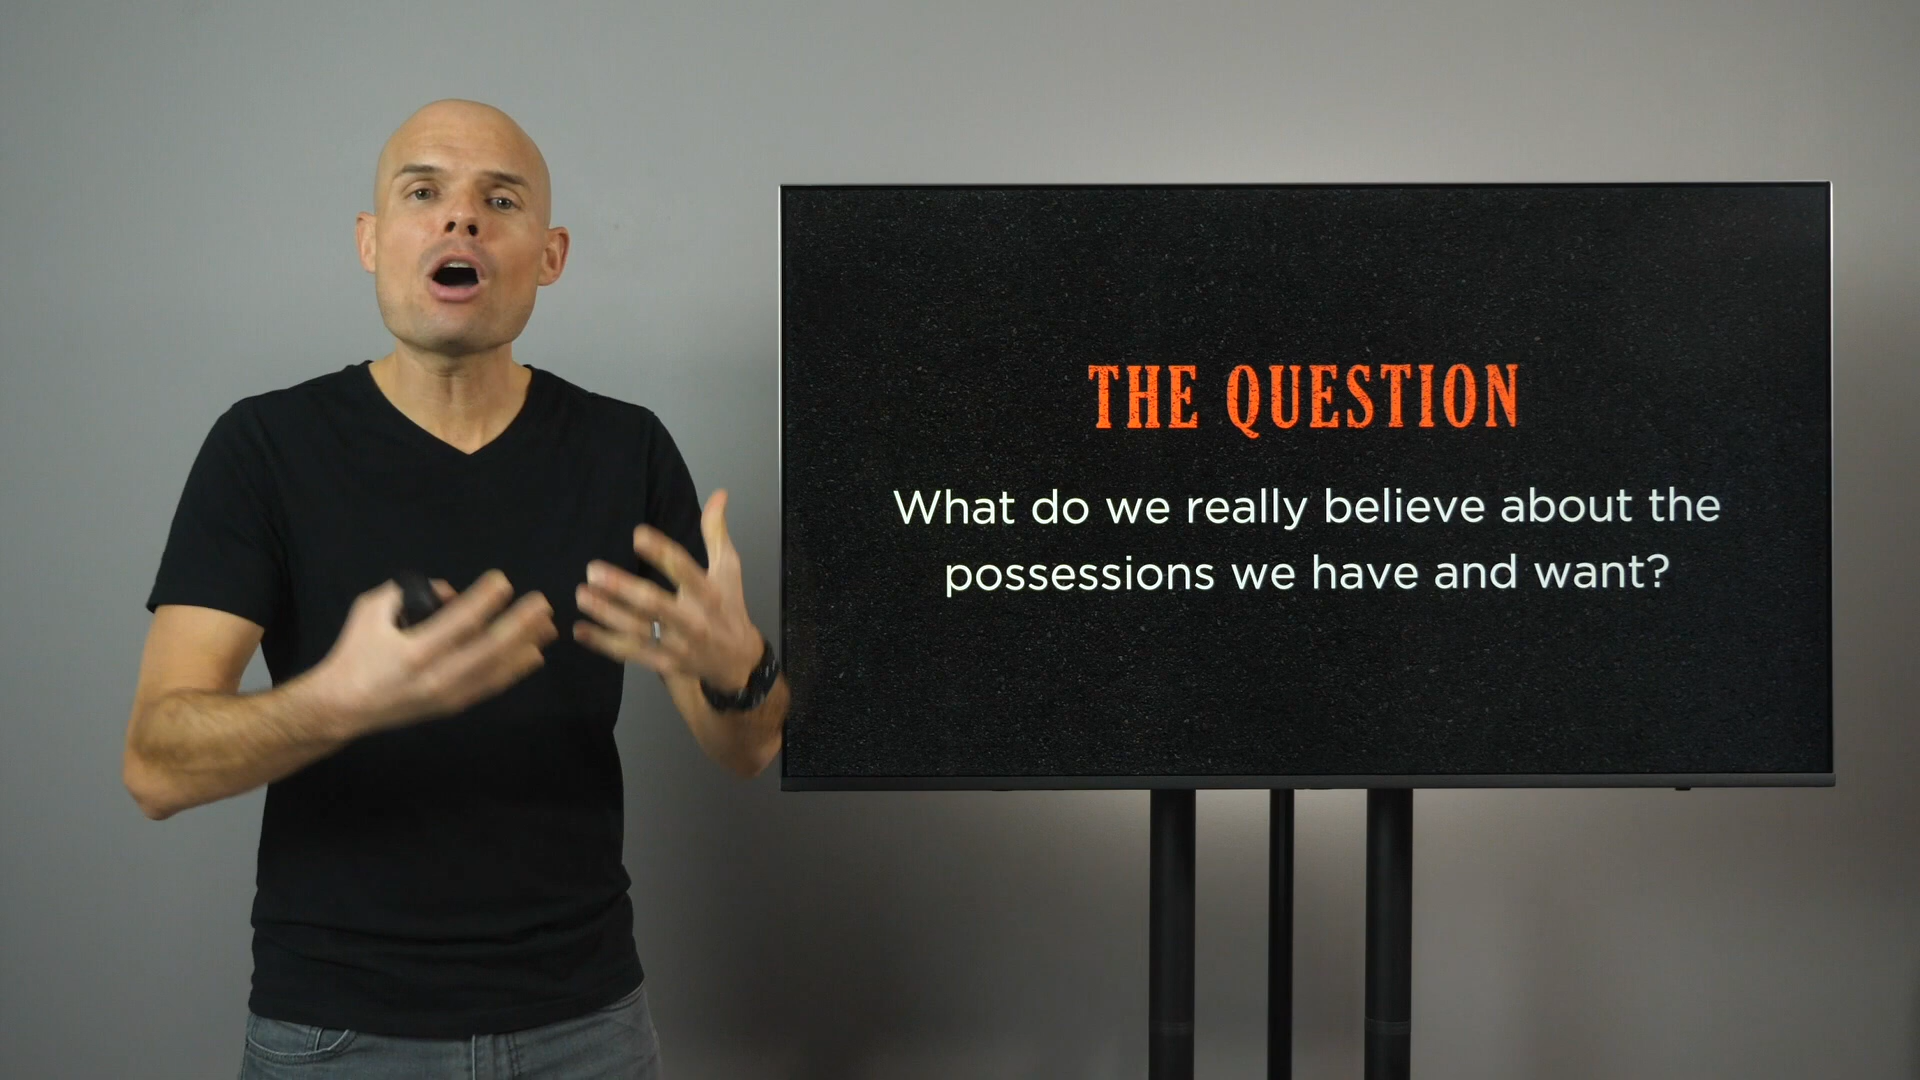 THE QUESTION
What do we really believe about the
possessions we have and want?